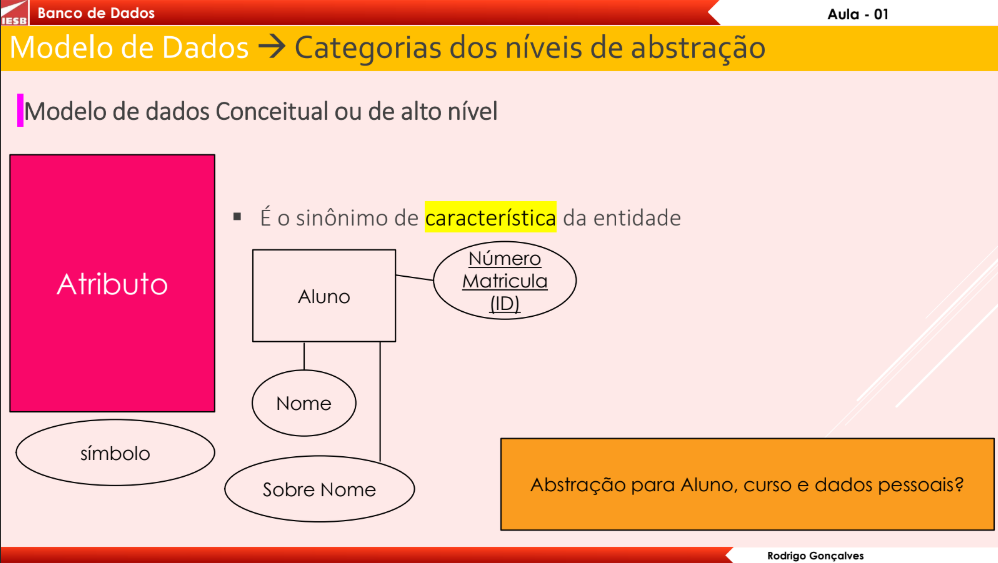 IESB
Banco de Dados
Aula - 01
Modelo de Dados → Categorias dos níveis de abstração
Modelo de dados Conceitual ou de alto nível
Atributo
▪ É o sinônimo de característica da entidade
Aluno
Número
Matricula
(ID)
Nome
símbolo
Sobre Nome
Abstração para Aluno, curso e dados pessoais?
Rodrigo Gonçalves